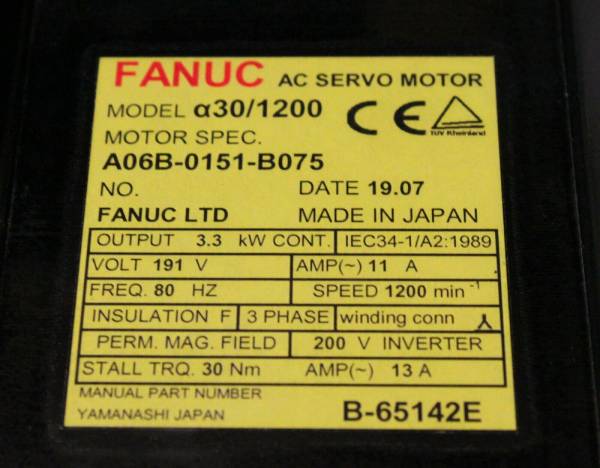 FANUC AC SERVO MOTOR
MODEL α30/1200
MOTOR SPEC.
A06B-0151-B075
NO. DATE 19.07
FANUC LTD MADE IN JAPAN
OUTPUT 3.3 kW CONT. IEC34-1/A2:1989
VOLT 191 V AMP(~) 11 A
FREQ. 80 HZ SPEED 1200 min⁻¹
INSULATION F 3 PHASE winding conn
PERM. MAG. FIELD 200 V INVERTER
STALL TRQ. 30 Nm AMP(~) 13 A
MANUAL PART NUMBER
YAMANASHI JAPAN B-65142E
CE
TUV Rheinland